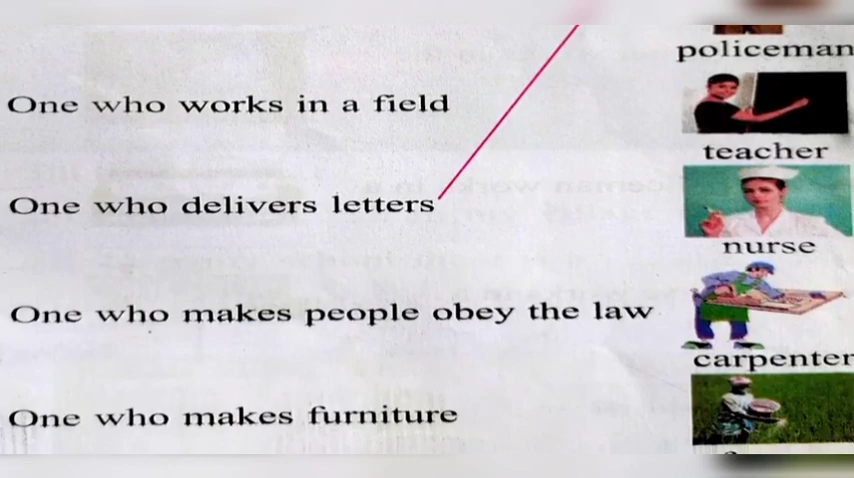 policeman
One who works in a field
teacher
One who delivers letters
nurse
One who makes people obey the law
carpenter
One who makes furniture